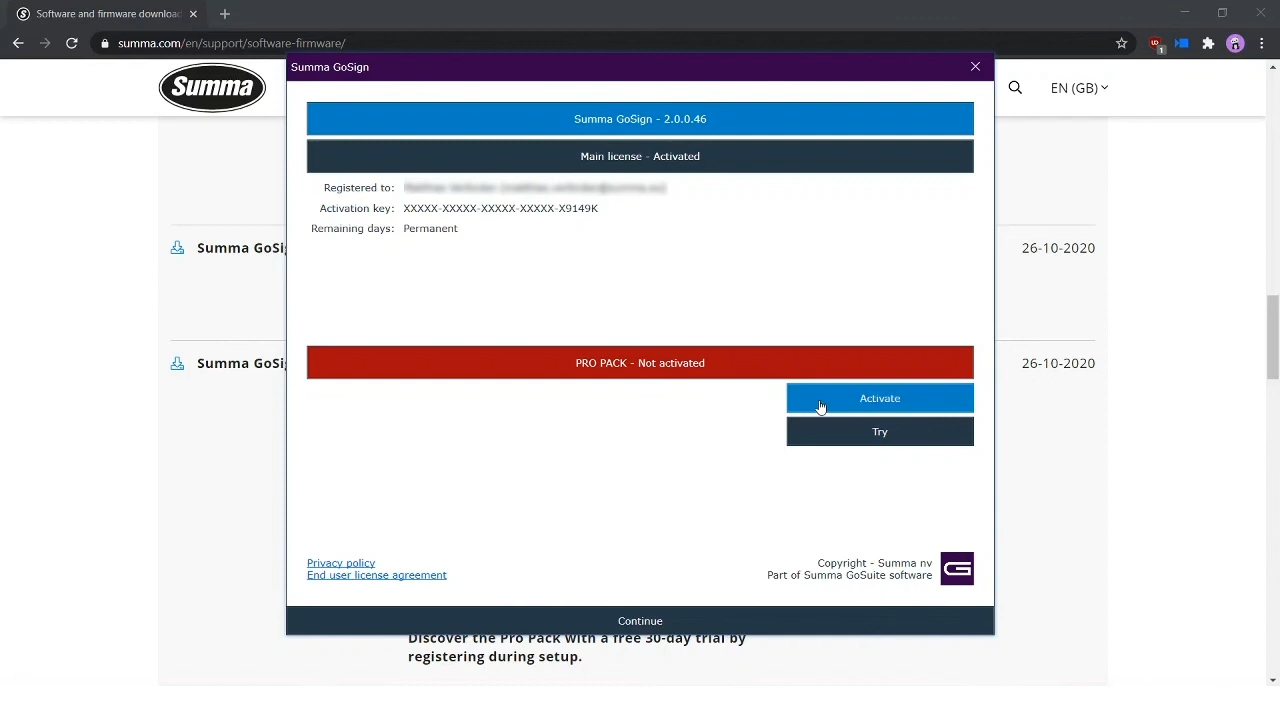 Software and firmware download
summa.com/en/support/software-firmware/
Summa
EN (GB)
Summa GoSign
Summa GoSign - 2.0.0.46
Main license - Activated
Registered to:
Activation key: XXXXX-XXXXX-XXXXX-XXXXX-X9149K
Remaining days: Permanent
Summa GoSi
26-10-2020
PRO PACK - Not activated
Summa GoSi
26-10-2020
Activate
Try
Privacy policy
End user license agreement
Copyright - Summa nv
Part of Summa GoSuite software
G
Continue
Discover the Pro Pack with a free 30-day trial by
registering during setup.